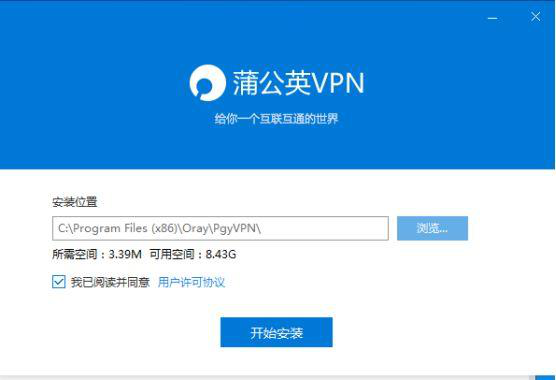 蒲公英VPN
给你一个互联互通的世界
安装位置
C:\Program Files (x86)\Oray\PgyVPN\
浏览...
所需空间：3.39M 可用空间：8.43G
我已阅读并同意 用户许可协议
开始安装